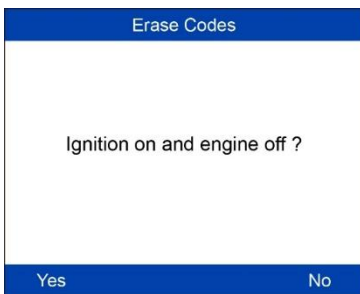 Erase Codes
Ignition on and engine off ?
Yes No